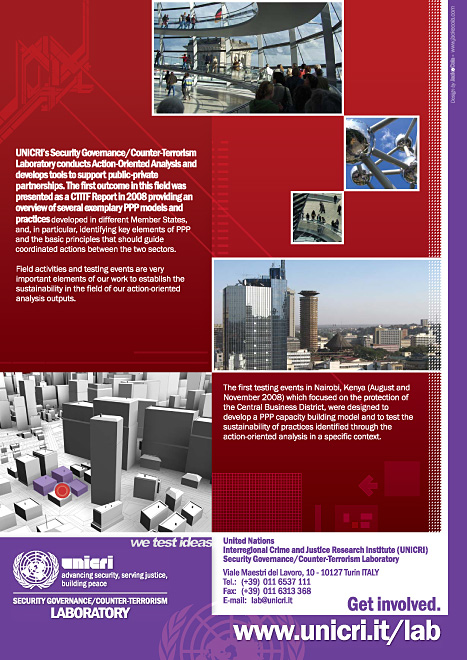 Design by Jack●Cola - www.jackecola.com
UNICRI's Security Governance/Counter-Terrorism
Laboratory conducts Action-Oriented Analysis and
develops tools to support public-private
partnerships. The first outcome in this field was
presented as a CTITF Report in 2008 providing an
overview of several exemplary PPP models and
practices developed in different Member States,
and, in particular, identifying key elements of PPP
and the basic principles that should guide
coordinated actions between the two sectors.
Field activities and testing events are very
important elements of our work to establish the
sustainability in the field of our action-oriented
analysis outputs.
The first testing events in Nairobi, Kenya (August and
November 2008) which focused on the protection of
the Central Business District, were designed to
develop a PPP capacity building model and to test the
sustainability of practices identified through the
action-oriented analysis in a specific context.
we test ideas
unicri
advancing security, serving justice,
building peace
SECURITY GOVERNANCE/COUNTER-TERRORISM
LABORATORY
United Nations
Interregional Crime and Justice Research Institute (UNICRI)
Security Governance/Counter-Terrorism Laboratory
Viale Maestri del Lavoro, 10 - 10127 Turin ITALY
Tel.: (+39) 011 6537 111
Fax: (+39) 011 6313 368
E-mail: lab@unicri.it
Get involved.
www.unicri.it/lab